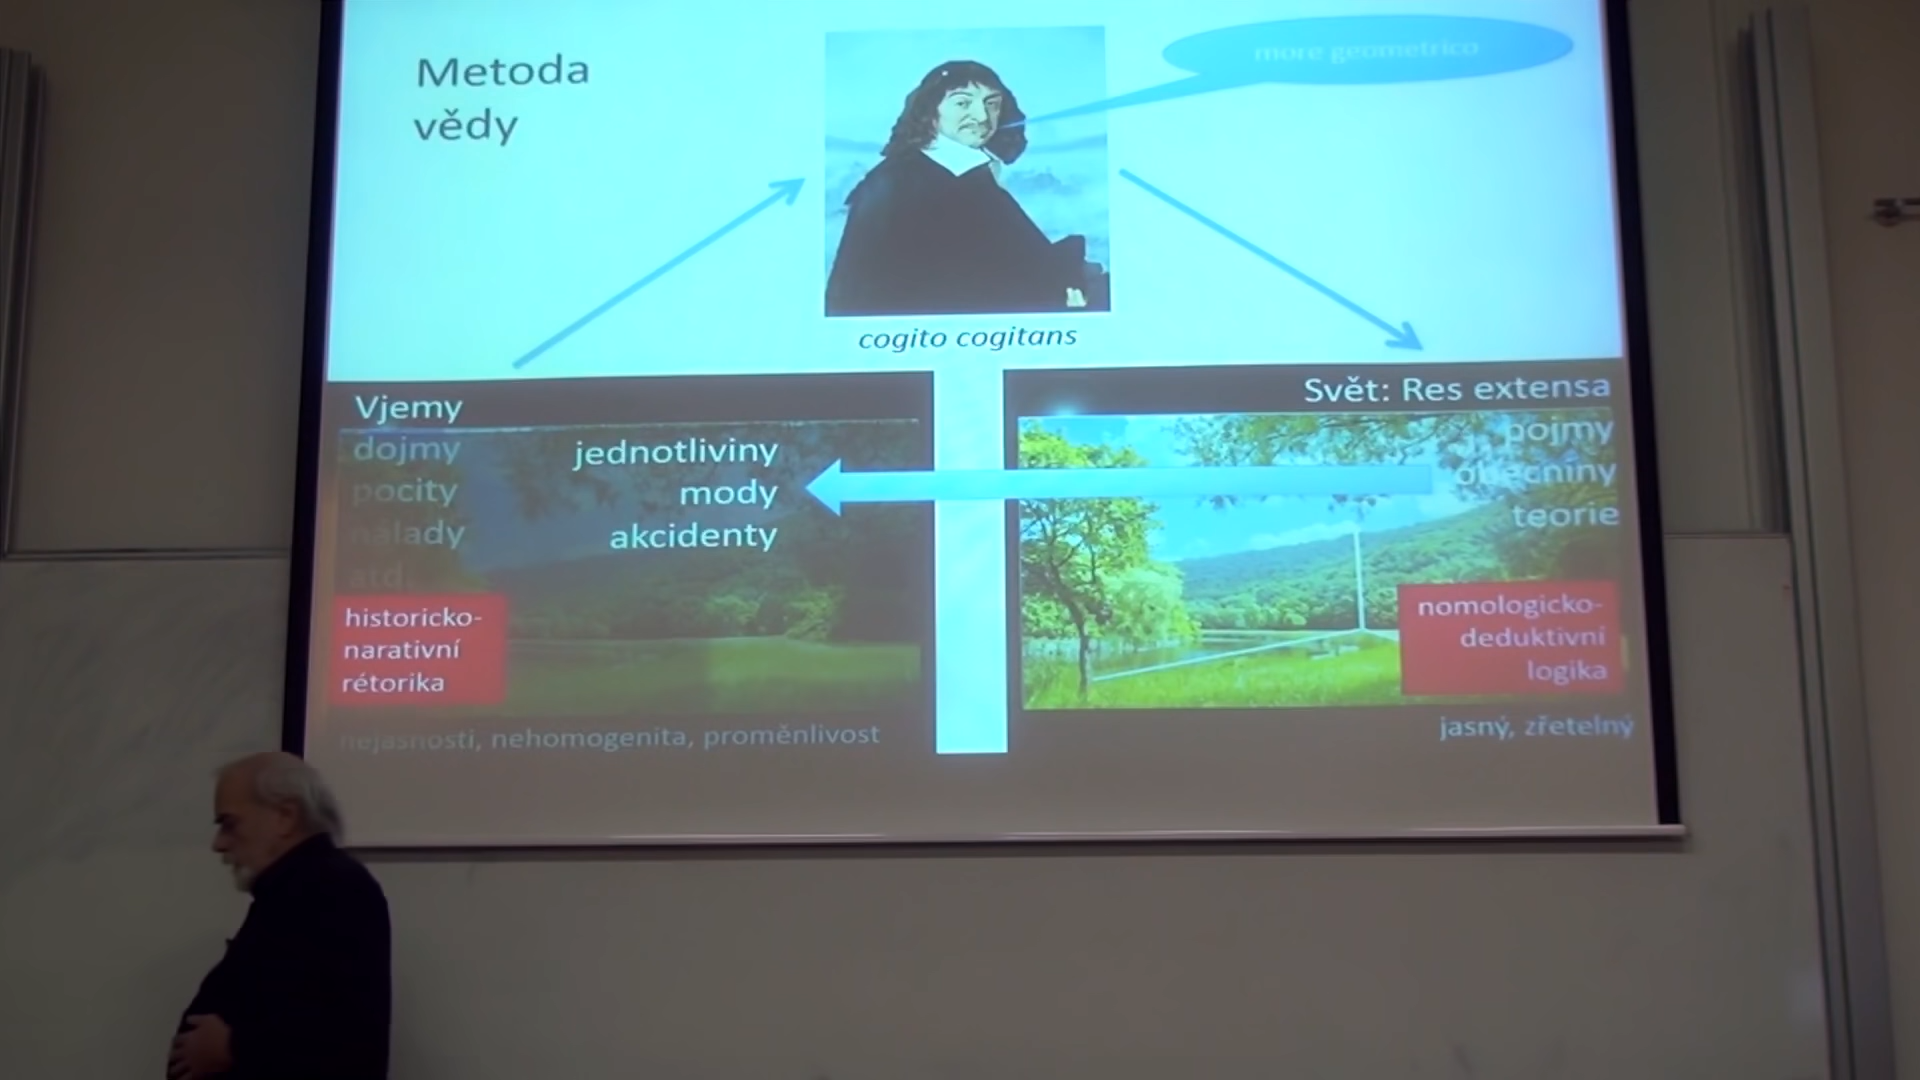 Metoda
vědy
more geometrico
cogito cogitans
Vjemy
dojmy
pocity
nálady
atd.
jednotliviny
mody
akcidenty
historicko-
narativní
rétorika
nejasnosti, nehomogenita, proměnlivost
Svět: Res extensa
pojmy
obecniny
teorie
nomologicko-
deduktivní
logika
jasný, zřetelný